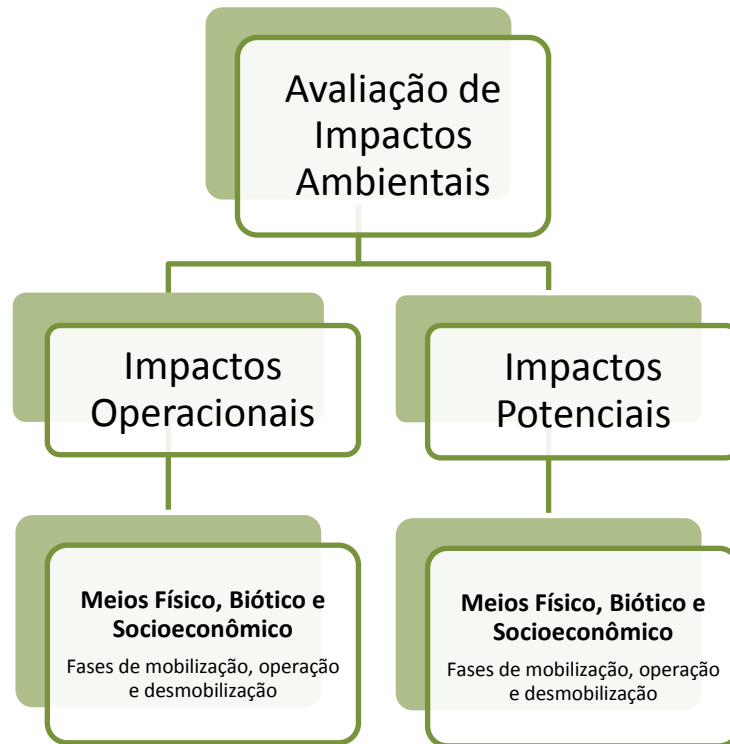 Avaliação de
Impactos
Ambientais
Impactos
Operacionais
Impactos
Potenciais
Meios Físico, Biótico e
Socioeconômico
Fases de mobilização, operação
e desmobilização
Meios Físico, Biótico e
Socioeconômico
Fases de mobilização, operação
e desmobilização